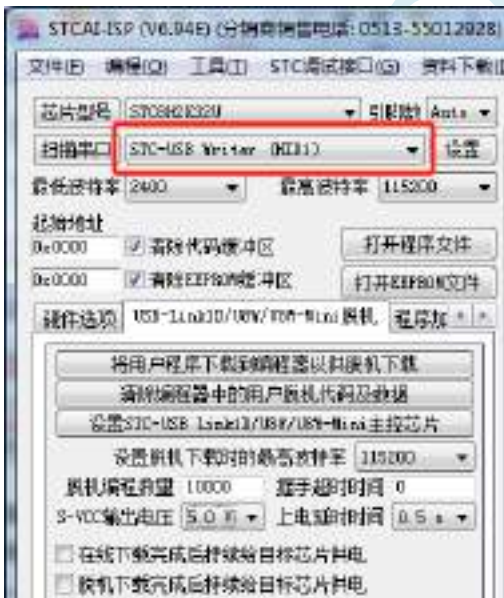 STCAI-ISP (V6.94E) (分销商销售电话: 0513-55012928)
文件(F) 编程(O) 工具(T) STC调试接口(G) 资料下载(
芯片型号 STC8H2K32U 引脚数 Auto
扫描串口 STC-USB Writer (HID1) 设置
最低波特率 2400 最高波特率 115200
起始地址
0x0000 清除代码缓冲区 打开程序文件
0x0000 清除EEPROM缓冲区 打开EEPROM文件
硬件选项 USB-Link1D/U8W/U8W-Mini脱机 程序加
将用户程序下载到编程器以供脱机下载
清除编程器中的用户脱机代码及数据
设置STC-USB Link1D/U8W/U8W-Mini主控芯片
设置脱机下载时的最高波特率 115200
脱机编程数量 10000 握手超时时间 0
S-VCC输出电压 5.0 上电延时时间 0.5 s
在线下载完成后持续给目标芯片供电
脱机下载完成后持续给目标芯片供电